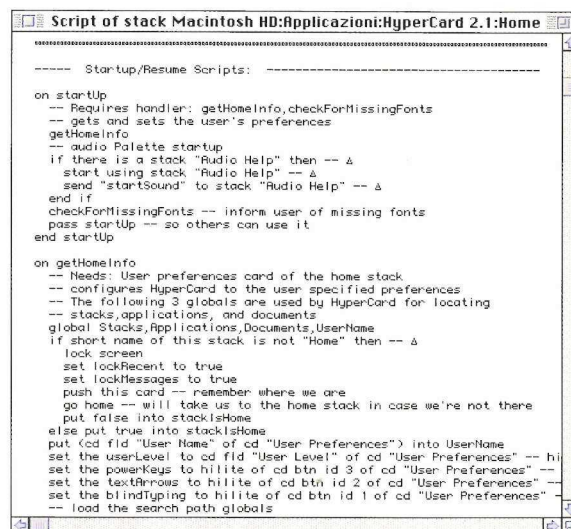 Script of stack Macintosh HD:Applicazioni:HyperCard 2.1:Home
----- Startup/Resume Scripts: -----------------------------------
on startUp
-- Requires handler: getHomeInfo,checkForMissingFonts
-- gets and sets the user's preferences
getHomeInfo
-- audio Palette startup
if there is a stack "Audio Help" then -- ∆
start using stack "Audio Help" -- ∆
send "startSound" to stack "Audio Help" -- ∆
end if
checkForMissingFonts -- inform user of missing fonts
pass startUp -- so others can use it
end startUp
on getHomeInfo
-- Needs: User preferences card of the home stack
-- configures HyperCard to the user specified preferences
-- The following 3 globals are used by HyperCard for locating
-- stacks,applications, and documents
global Stacks,Applications,Documents,UserName
if short name of this stack is not "Home" then -- ∆
lock screen
set lockRecent to true
set lockMessages to true
push this card -- remember where we are
go home -- will take us to the home stack in case we're not there
put false into stackIsHome
else put true into stackIsHome
put (cd fld "User Name" of cd "User Preferences") into UserName
set the userLevel to cd fld "User Level" of cd "User Preferences" -- hi
set the powerKeys to hilite of cd btn id 3 of cd "User Preferences" --
set the textArrows to hilite of cd btn id 2 of cd "User Preferences" --
set the blindTyping to hilite of cd btn id 1 of cd "User Preferences" -
-- load the search path globals